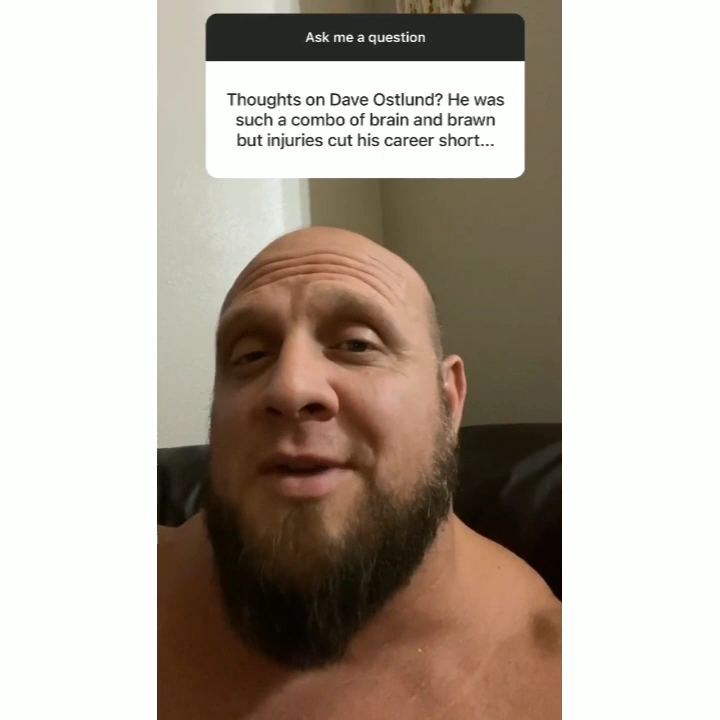 Ask me a question
Thoughts on Dave Ostlund? He was
such a combo of brain and brawn
but injuries cut his career short...